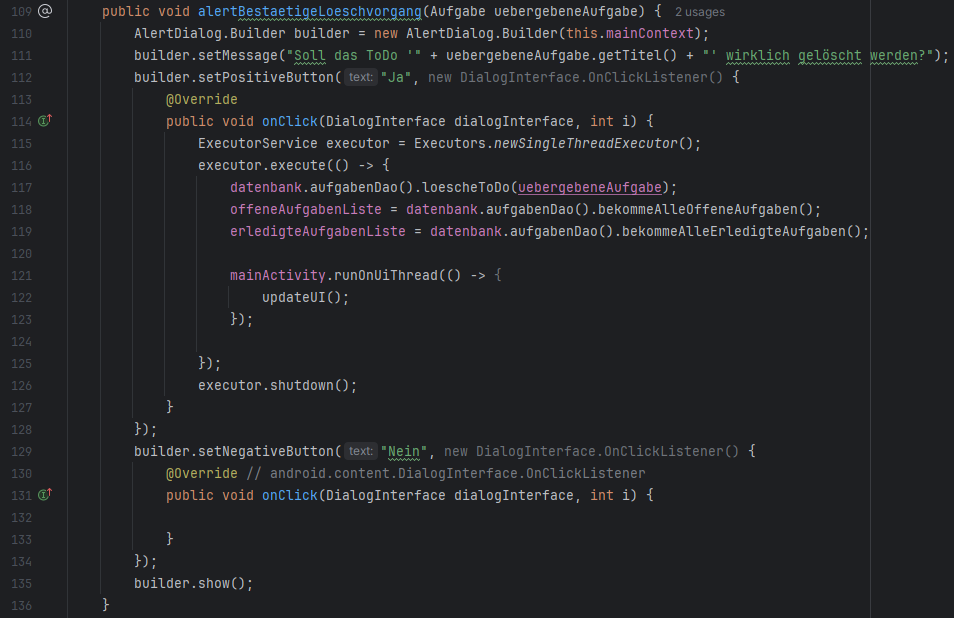 109 @ public void alertBestaetigeLoeschvorgang(Aufgabe uebergebeneAufgabe) { 2 usages
110 AlertDialog.Builder builder = new AlertDialog.Builder(this.mainContext);
111 builder.setMessage("Soll das ToDo '" + uebergebeneAufgabe.getTitel() + "' wirklich gelöscht werden?");
112 builder.setPositiveButton( text: "Ja", new DialogInterface.OnClickListener() {
113 @Override
114 public void onClick(DialogInterface dialogInterface, int i) {
115 ExecutorService executor = Executors.newSingleThreadExecutor();
116 executor.execute(() -> {
117 datenbank.aufgabenDao().loescheToDo(uebergebeneAufgabe);
118 offeneAufgabenListe = datenbank.aufgabenDao().bekommeAlleOffeneAufgaben();
119 erledigteAufgabenListe = datenbank.aufgabenDao().bekommeAlleErledigteAufgaben();
120
121 mainActivity.runOnUiThread(() -> {
122 updateUI();
123 });
124
125 });
126 executor.shutdown();
127 }
128 });
129 builder.setNegativeButton( text: "Nein", new DialogInterface.OnClickListener() {
130 @Override // android.content.DialogInterface.OnClickListener
131 public void onClick(DialogInterface dialogInterface, int i) {
132
133 }
134 });
135 builder.show();
136 }